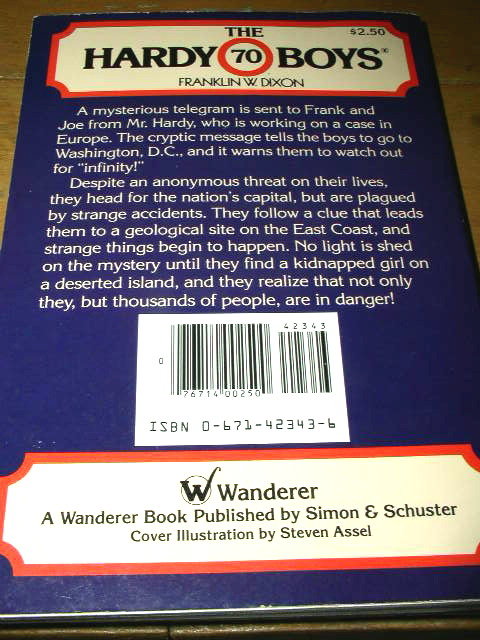 THE
$2.50
HARDY 70 BOYS®
FRANKLIN W. DIXON
A mysterious telegram is sent to Frank and
Joe from Mr. Hardy, who is working on a case in
Europe. The cryptic message tells the boys to go to
Washington, D.C., and it warns them to watch out
for "infinity!"
Despite an anonymous threat on their lives,
they head for the nation's capital, but are plagued
by strange accidents. They follow a clue that leads
them to a geological site on the East Coast, and
strange things begin to happen. No light is shed
on the mystery until they find a kidnapped girl on
a deserted island, and they realize that not only
they, but thousands of people, are in danger!
42343
0
76714 00250
ISBN 0-671-42343-6
W Wanderer
A Wanderer Book Published by Simon & Schuster
Cover Illustration by Steven Assel